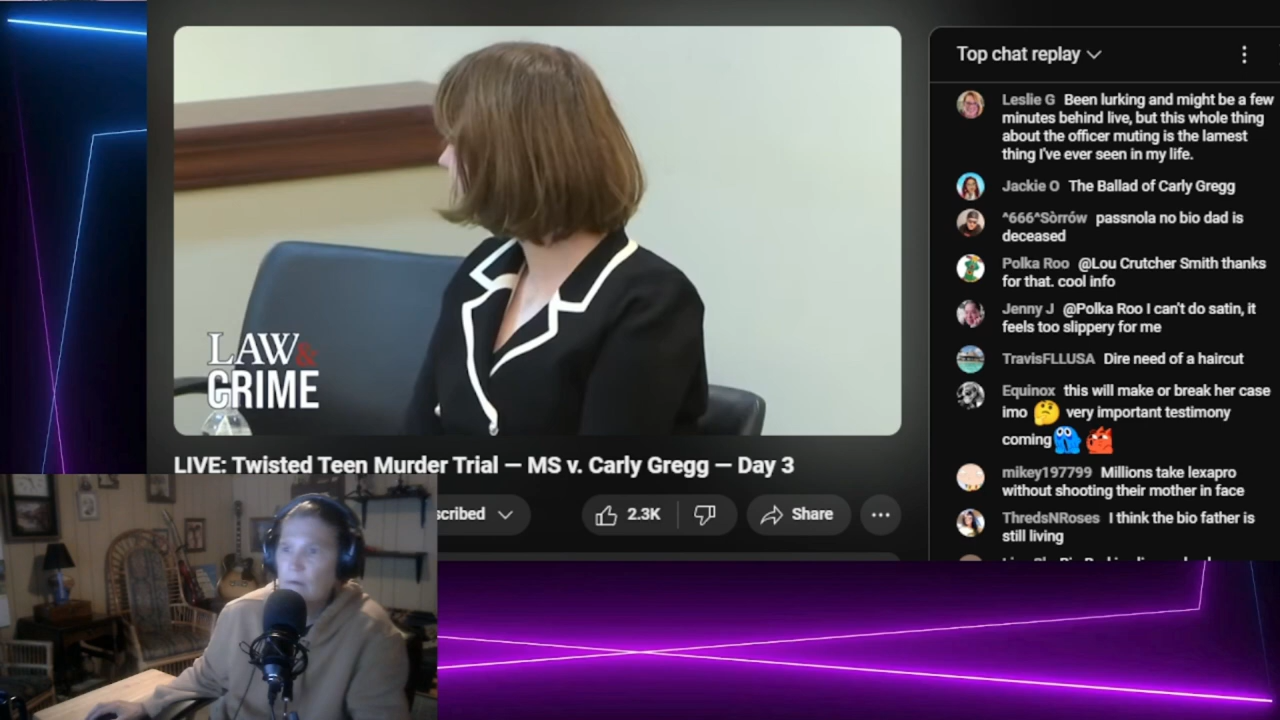 LAW&
CRIME
LIVE: Twisted Teen Murder Trial — MS v. Carly Gregg — Day 3
scribed
2.3K
Share
Top chat replay
Leslie G Been lurking and might be a few
minutes behind live, but this whole thing
about the officer muting is the lamest
thing I've ever seen in my life.
Jackie O The Ballad of Carly Gregg
^666^Sòrrów passnola no bio dad is
deceased
Polka Roo @Lou Crutcher Smith thanks
for that. cool info
Jenny J @Polka Roo I can't do satin, it
feels too slippery for me
TravisFLLUSA Dire need of a haircut
Equinox this will make or break her case
imo 🤔 very important testimony
coming
mikey197799 Millions take lexapro
without shooting their mother in face
ThredsNRoses I think the bio father is
still living